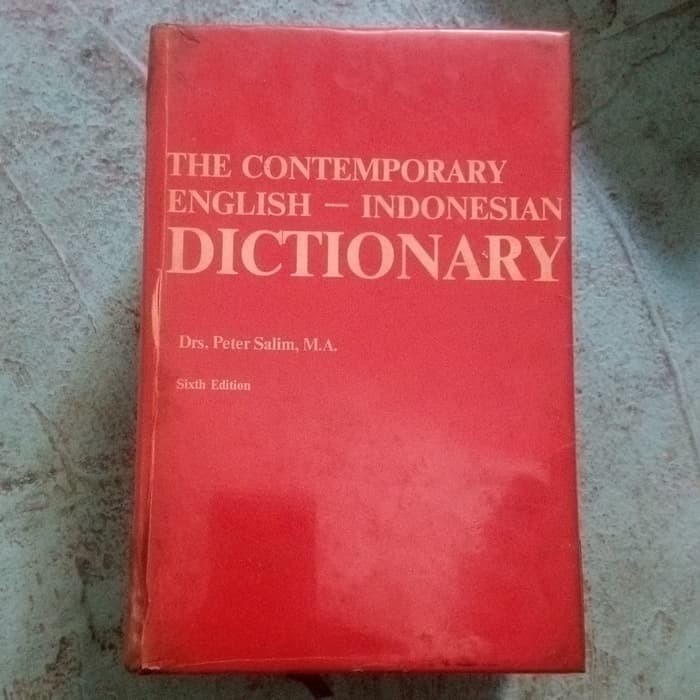 THE CONTEMPORARY
ENGLISH — INDONESIAN
DICTIONARY
Drs. Peter Salim, M.A.
Sixth Edition